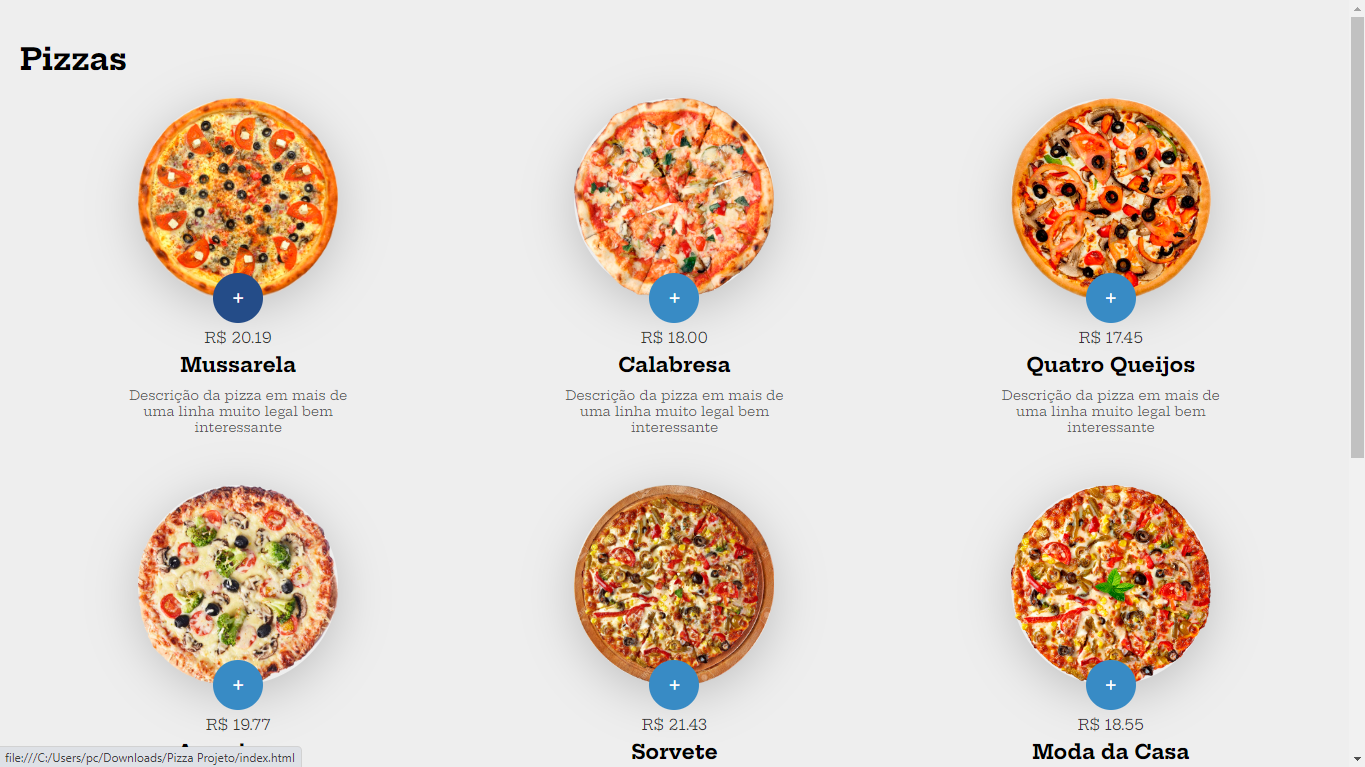 Pizzas
+ + +
R$ 20.19 R$ 18.00 R$ 17.45
Mussarela Calabresa Quatro Queijos
Descrição da pizza em mais de Descrição da pizza em mais de Descrição da pizza em mais de
uma linha muito legal bem uma linha muito legal bem uma linha muito legal bem
interessante interessante interessante
+ + +
R$ 19.77 R$ 21.43 R$ 18.55
Sorvete Moda da Casa
file:///C:/Users/pc/Downloads/Pizza Projeto/index.html